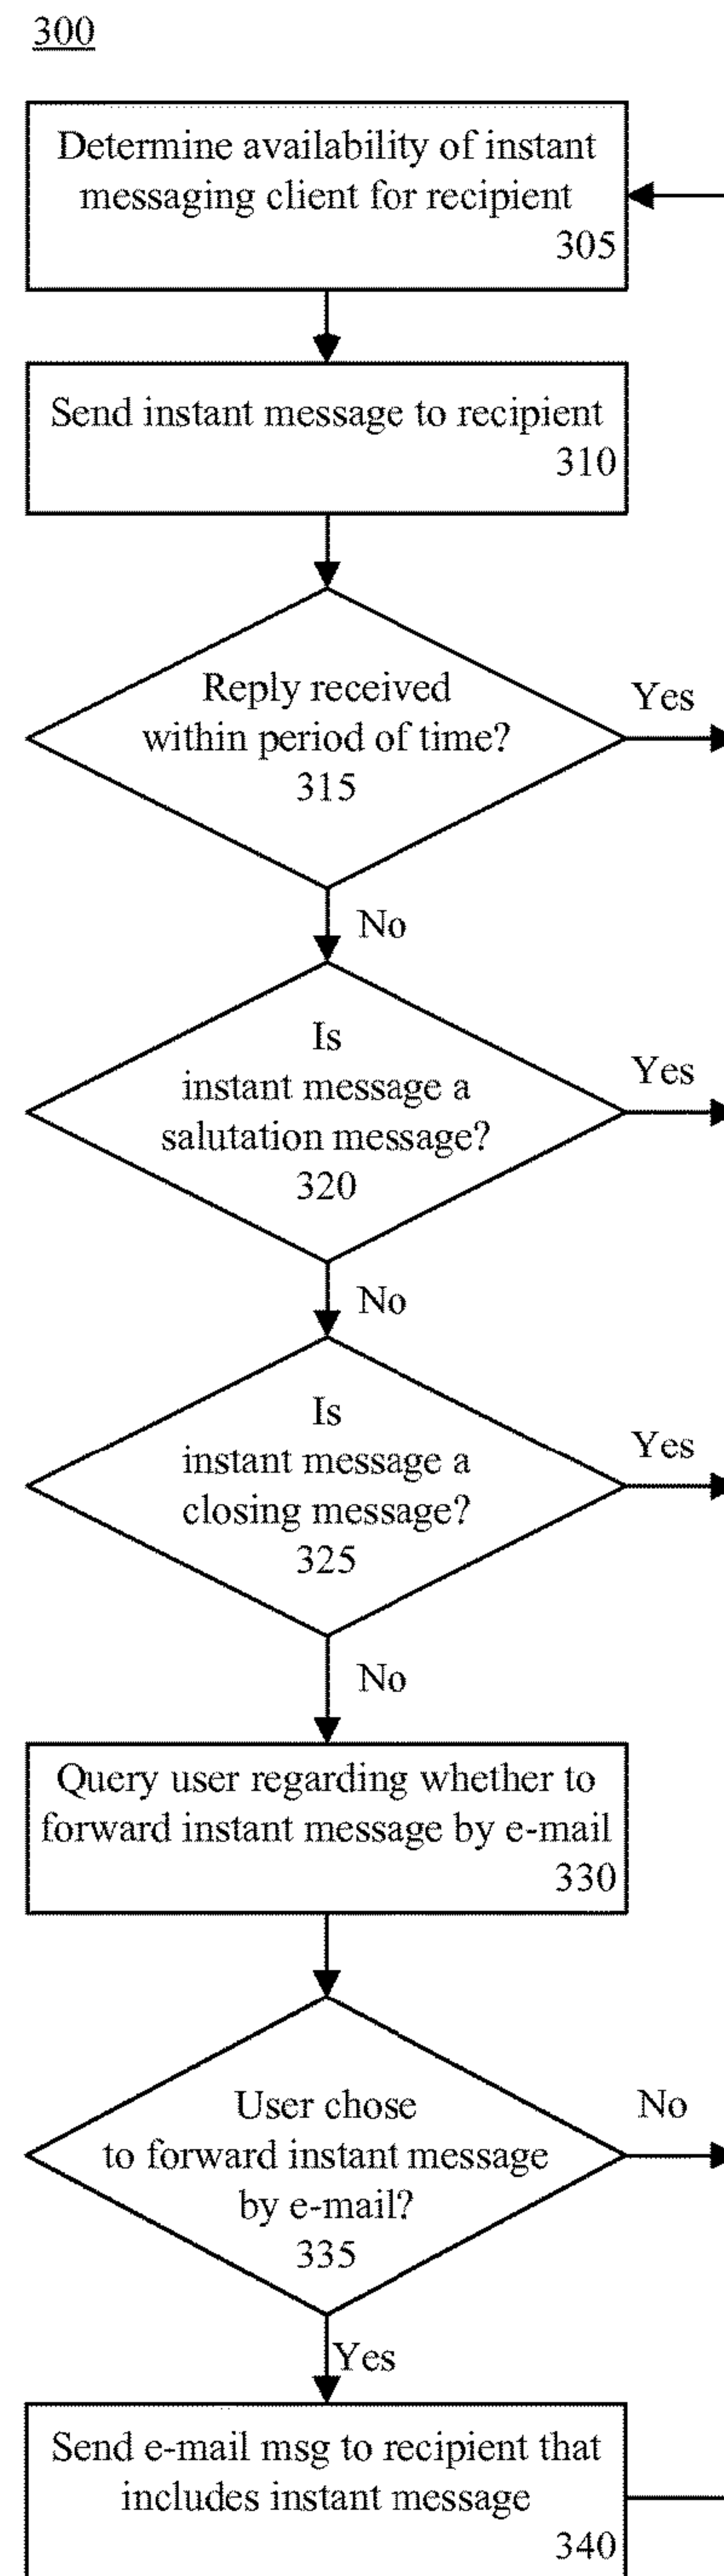 300
Determine availability of instant
messaging client for recipient
305
Send instant message to recipient
310
Reply received
within period of time?
315
Yes
No
Is
instant message a
salutation message?
320
Yes
No
Is
instant message a
closing message?
325
Yes
No
Query user regarding whether to
forward instant message by e-mail
330
User chose
to forward instant message
by e-mail?
335
No
Yes
Send e-mail msg to recipient that
includes instant message
340